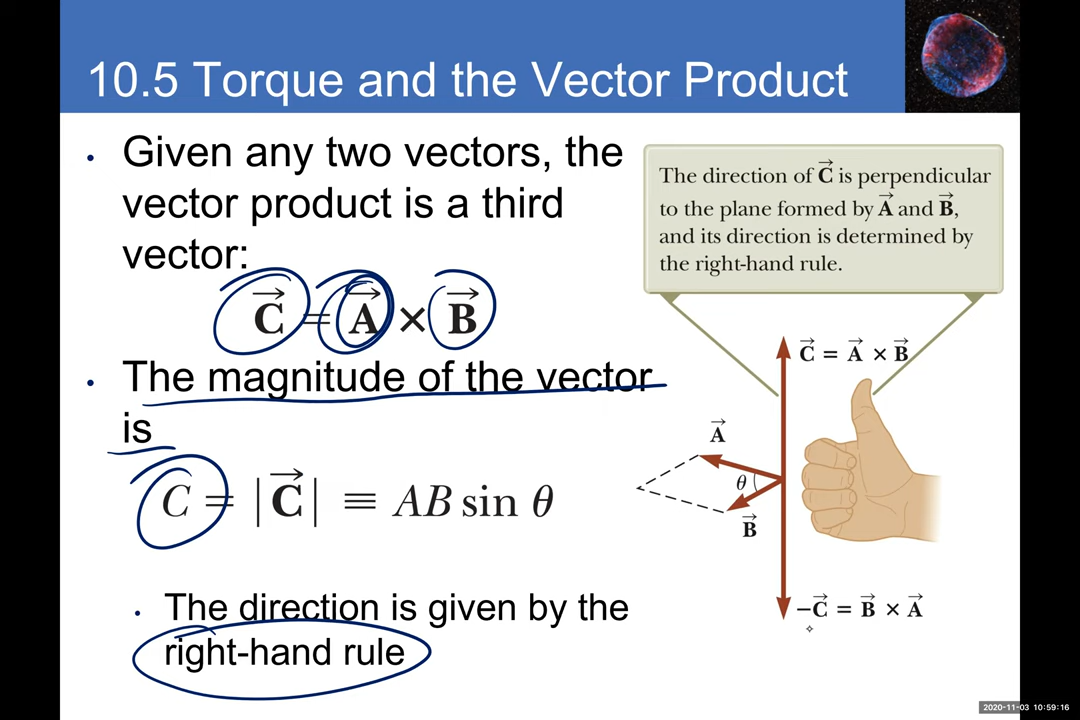 10.5 Torque and the Vector Product
• Given any two vectors, the
vector product is a third
vector:
C⃗ = A⃗ × B⃗
• The magnitude of the vector
is
C = |C⃗| ≡ AB sin θ
• The direction is given by the
right-hand rule
The direction of C⃗ is perpendicular
to the plane formed by A⃗ and B⃗,
and its direction is determined by
the right-hand rule.
C⃗ = A⃗ × B⃗
A⃗
θ
B⃗
−C⃗ = B⃗ × A⃗
2020-11-03 10:59:16